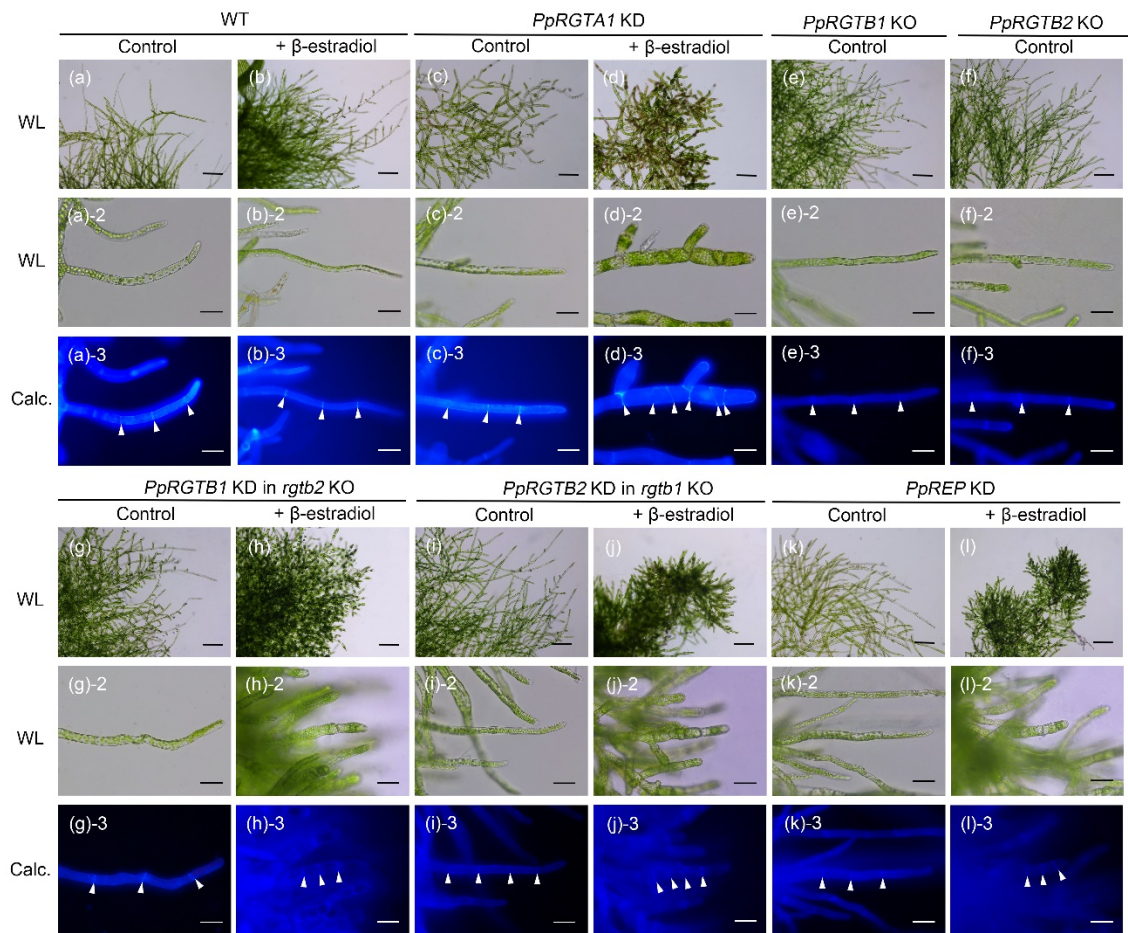 WT PpRGTA1 KD PpRGTB1 KO PpRGTB2 KO
Control + β-estradiol Control + β-estradiol Control Control
WL (a) (b) (c) (d) (e) (f)
WL (a)-2 (b)-2 (c)-2 (d)-2 (e)-2 (f)-2
Calc. (a)-3 (b)-3 (c)-3 (d)-3 (e)-3 (f)-3
PpRGTB1 KD in rgtb2 KO PpRGTB2 KD in rgtb1 KO PpREP KD
Control + β-estradiol Control + β-estradiol Control + β-estradiol
WL (g) (h) (i) (j) (k) (l)
WL (g)-2 (h)-2 (i)-2 (j)-2 (k)-2 (l)-2
Calc. (g)-3 (h)-3 (i)-3 (j)-3 (k)-3 (l)-3